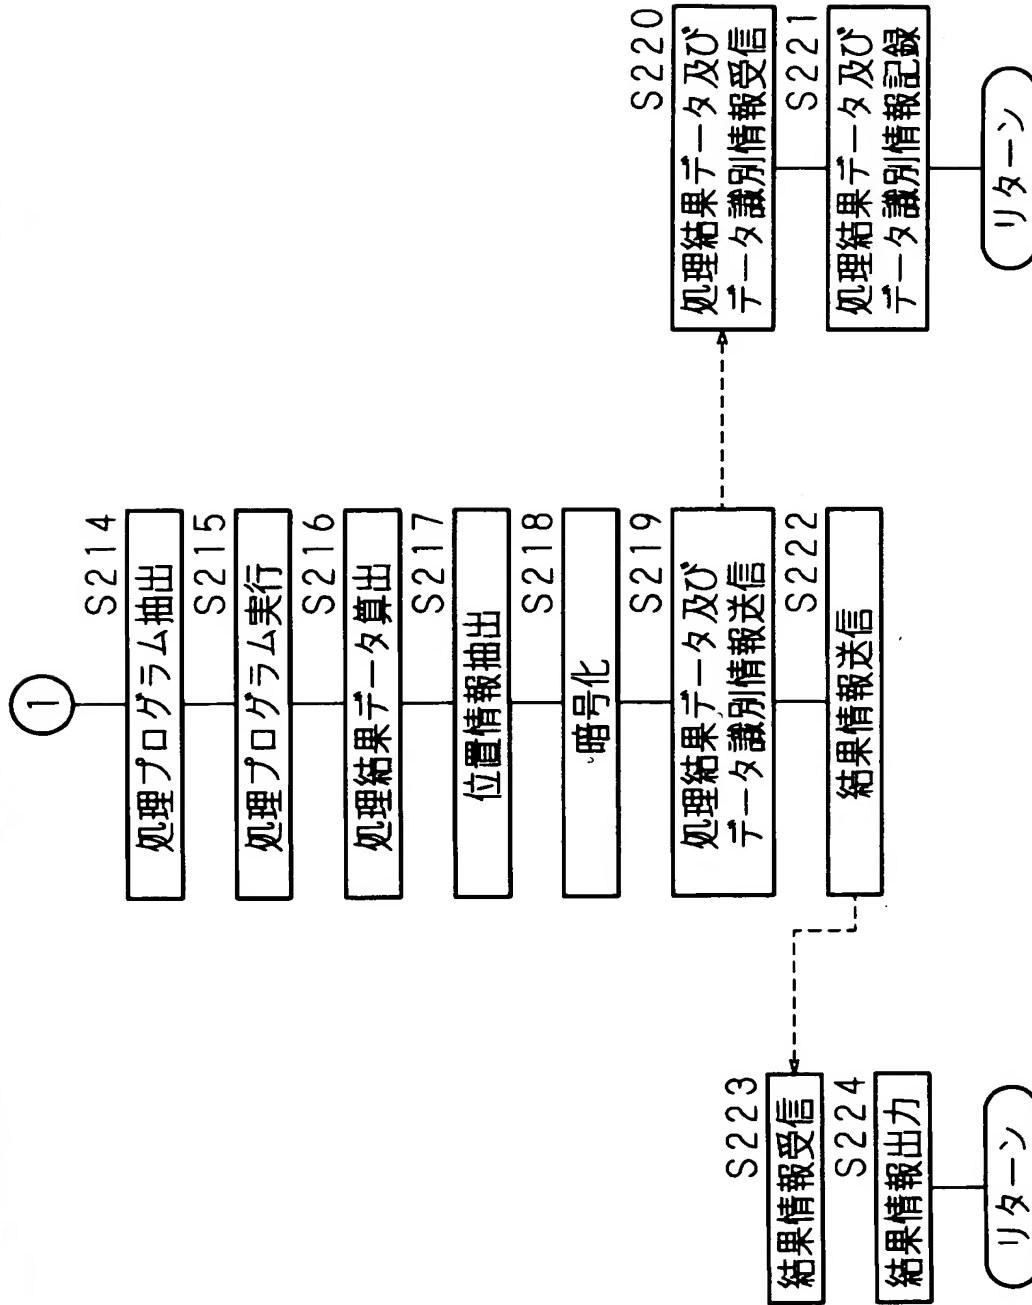 ①
S214
処理プログラム抽出
S215
処理プログラム実行
S216
処理結果データ算出
S217
位置情報抽出
S218
暗号化
S219
処理結果データ及び
データ識別情報送信
S222
結果情報送信
S220
処理結果データ及び
データ識別情報受信
S221
処理結果データ及び
データ識別情報記録
リターン
S223
結果情報受信
S224
結果情報出力
リターン